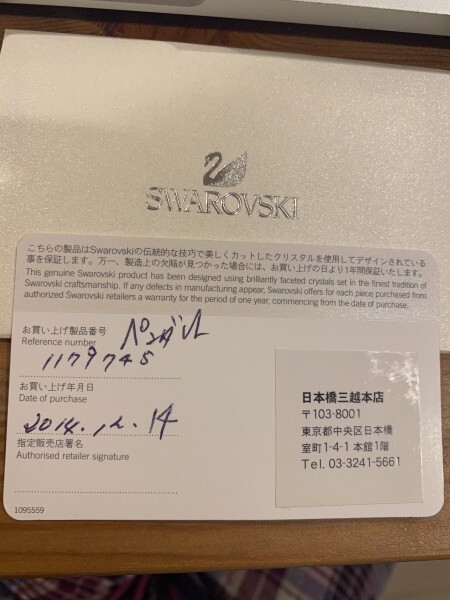 SWAROVSKI
こちらの製品はSwarovskiの伝統的な技巧で美しくカットしたクリスタルを使用してデザインされている
事を保証します。万一、製造上の欠陥が見つかった場合には、お買い上げの日より1年間保証いたします。
This genuine Swarovski product has been designed using brilliantly faceted crystals set in the finest tradition of
Swarovski craftsmanship. If any defects in manufacturing appear, Swarovski offers for each piece purchased from
authorized Swarovski retailers a warranty for the period of one year, commencing from the date of purchase.
お買い上げ製品番号 ペンダント
Reference number
1179745
お買い上げ年月日
Date of purchase
2014.12.14
指定販売店署名
Authorised retailer signature
1095559
日本橋三越本店
〒103-8001
東京都中央区日本橋
室町1-4-1 本館1階
Tel. 03-3241-5661